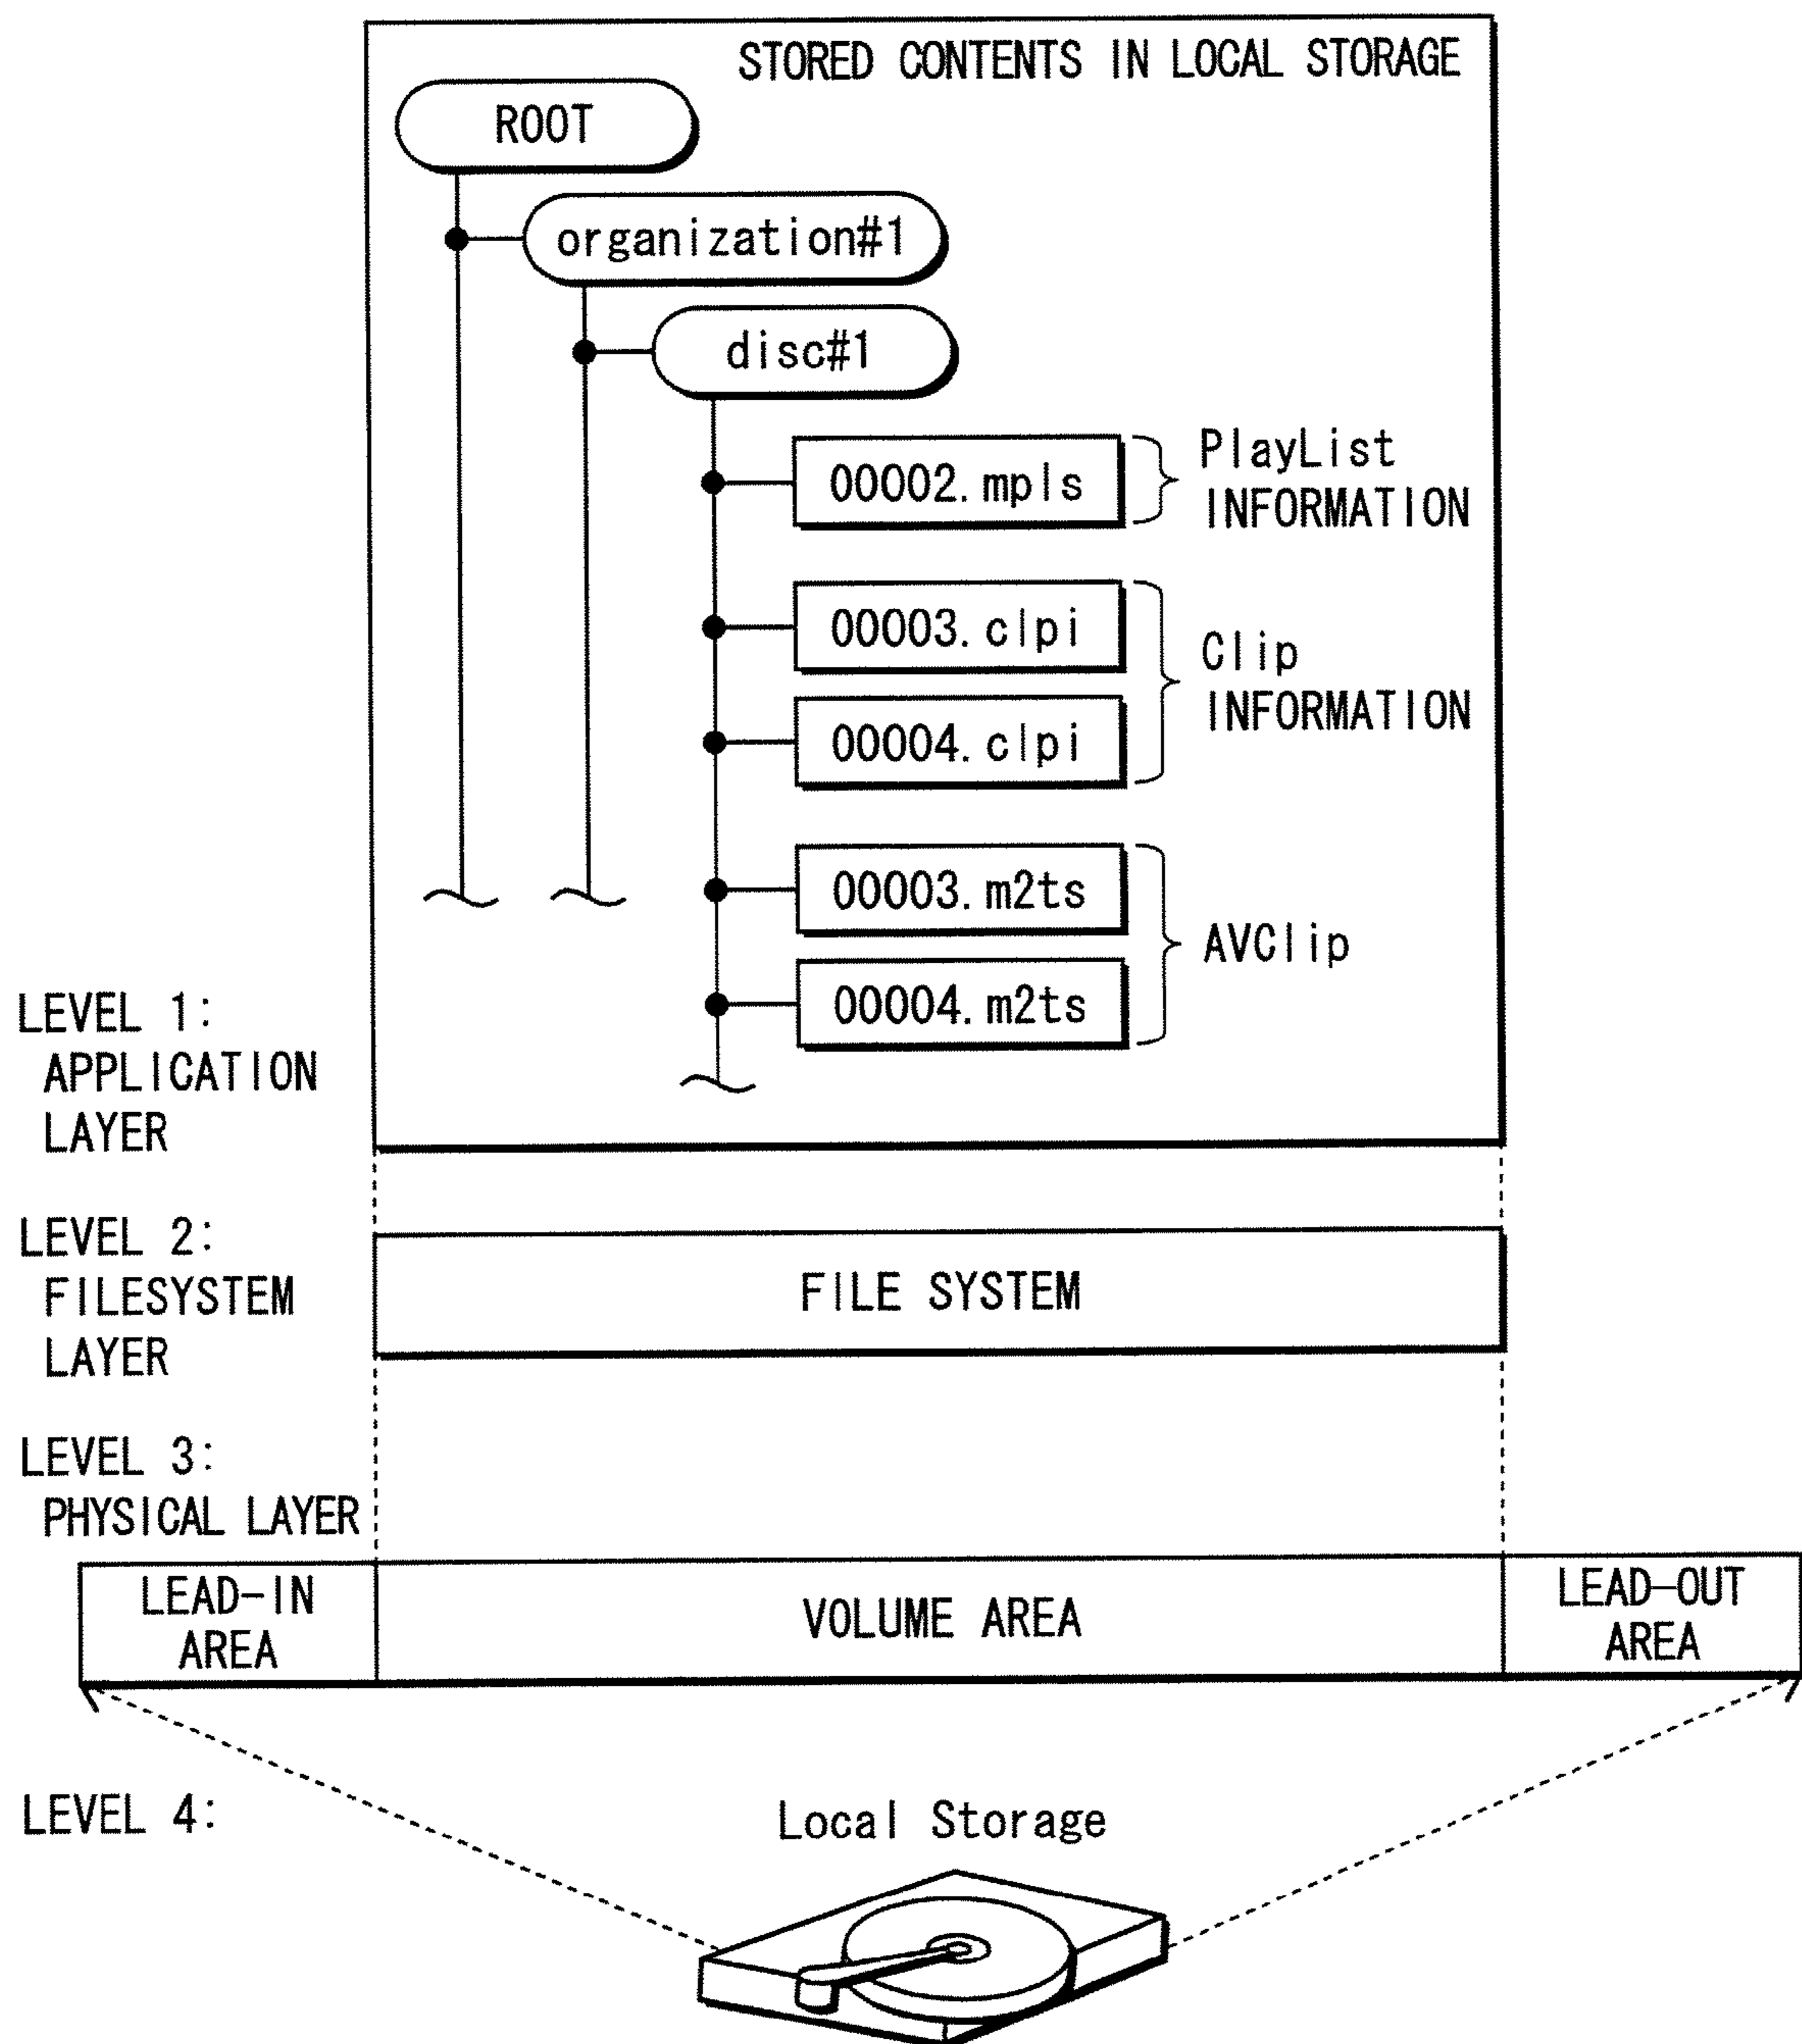 STORED CONTENTS IN LOCAL STORAGE
ROOT
organization#1
disc#1
00002.mpls
PlayList
INFORMATION
00003.clpi
00004.clpi
Clip
INFORMATION
00003.m2ts
00004.m2ts
AVClip
LEVEL 1:
APPLICATION
LAYER
LEVEL 2:
FILESYSTEM
LAYER
FILE SYSTEM
LEVEL 3:
PHYSICAL LAYER
LEAD-IN
AREA
VOLUME AREA
LEAD-OUT
AREA
LEVEL 4:
Local Storage